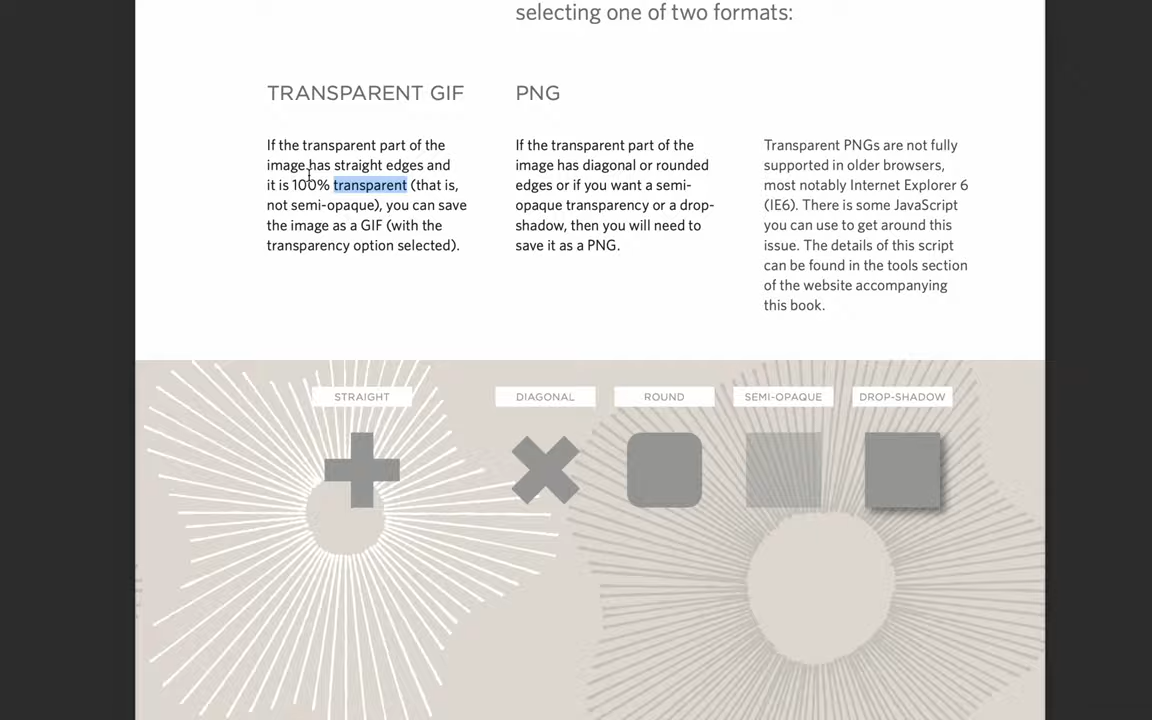 selecting one of two formats:
TRANSPARENT GIF
If the transparent part of the
image has straight edges and
it is 100% transparent (that is,
not semi-opaque), you can save
the image as a GIF (with the
transparency option selected).
PNG
If the transparent part of the
image has diagonal or rounded
edges or if you want a semi-
opaque transparency or a drop-
shadow, then you will need to
save it as a PNG.
Transparent PNGs are not fully
supported in older browsers,
most notably Internet Explorer 6
(IE6). There is some JavaScript
you can use to get around this
issue. The details of this script
can be found in the tools section
of the website accompanying
this book.
STRAIGHT
DIAGONAL
ROUND
SEMI-OPAQUE
DROP-SHADOW